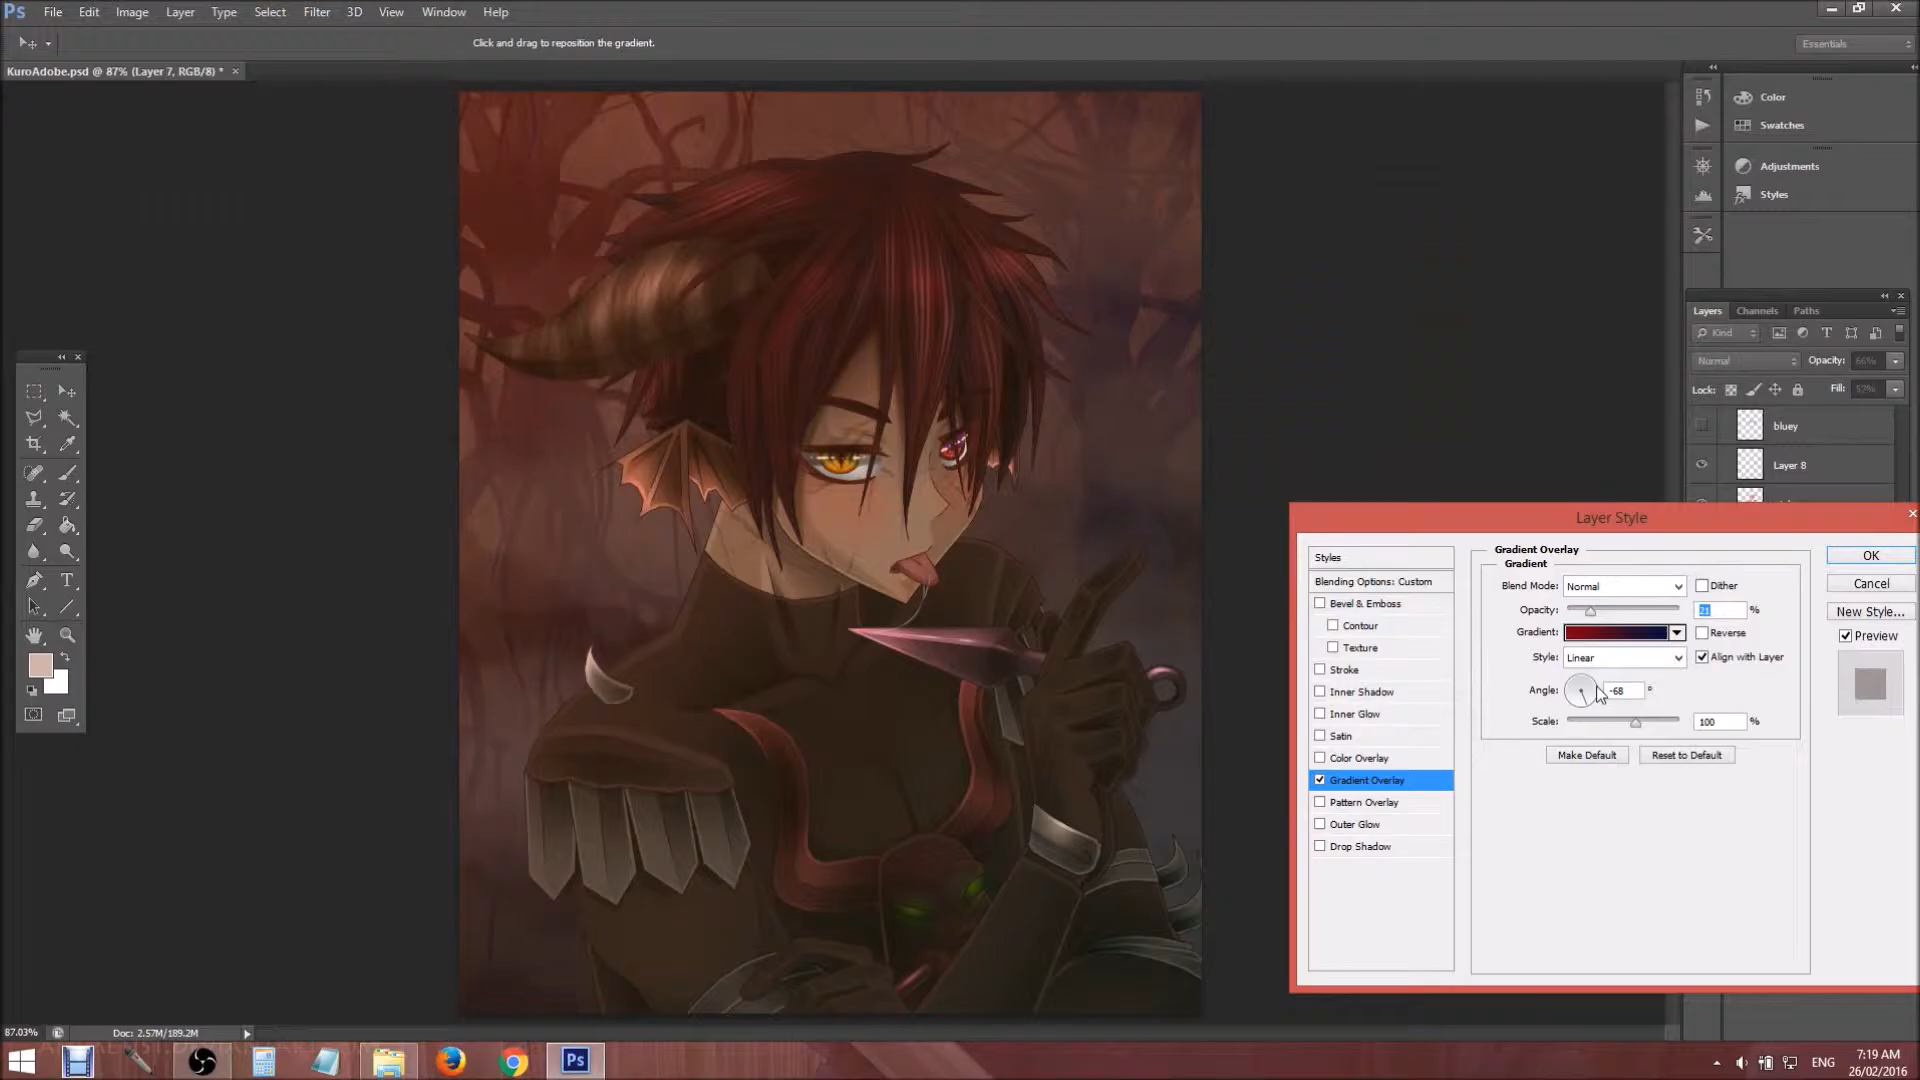 Ps File Edit Image Layer Type Select Filter 3D View Window Help
Click and drag to reposition the gradient.
Essentials
KuroAdobe.psd @ 87% (Layer 7, RGB/8) * ×
Color
Swatches
Adjustments
Styles
Layers Channels Paths
Kind
Normal Opacity: 66%
Lock: Fill: 52%
bluey
Layer 8
Layer Style
Styles
Blending Options: Custom
Bevel & Emboss
Contour
Texture
Stroke
Inner Shadow
Inner Glow
Satin
Color Overlay
Gradient Overlay
Pattern Overlay
Outer Glow
Drop Shadow
Gradient Overlay
Gradient
Blend Mode: Normal Dither
Opacity: 21 %
Gradient: Reverse
Style: Linear Align with Layer
Angle: -68 °
Scale: 100 %
Make Default Reset to Default
OK
Cancel
New Style...
Preview
87.03% Doc: 2.57M/189.2M
Ps
ENG
7:19 AM
26/02/2016